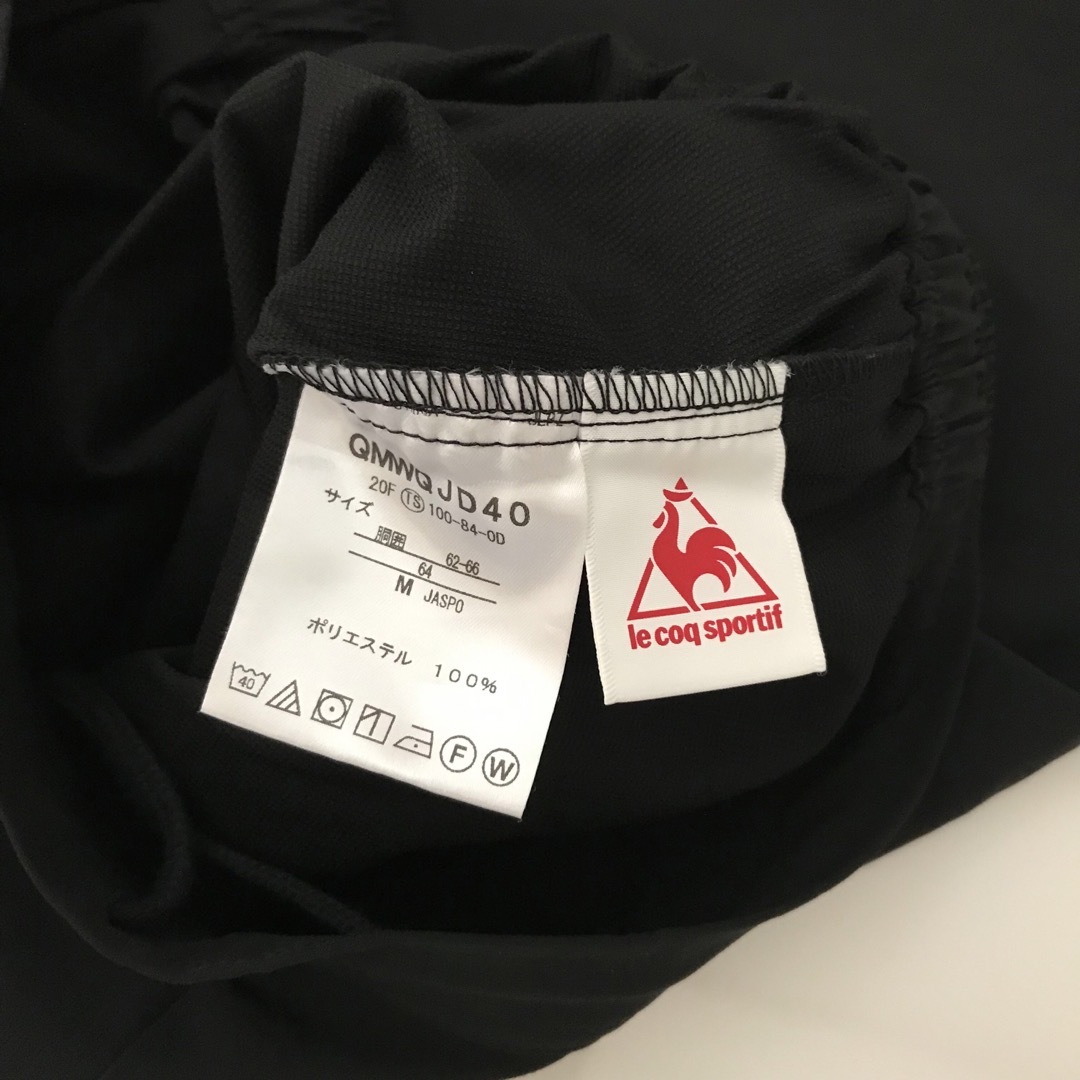 QMWQJD40
20F TS 100-84-0D
サイズ
胴囲 62-66
64
M JASPO
ポリエステル 100%
40
F W
le coq sportif